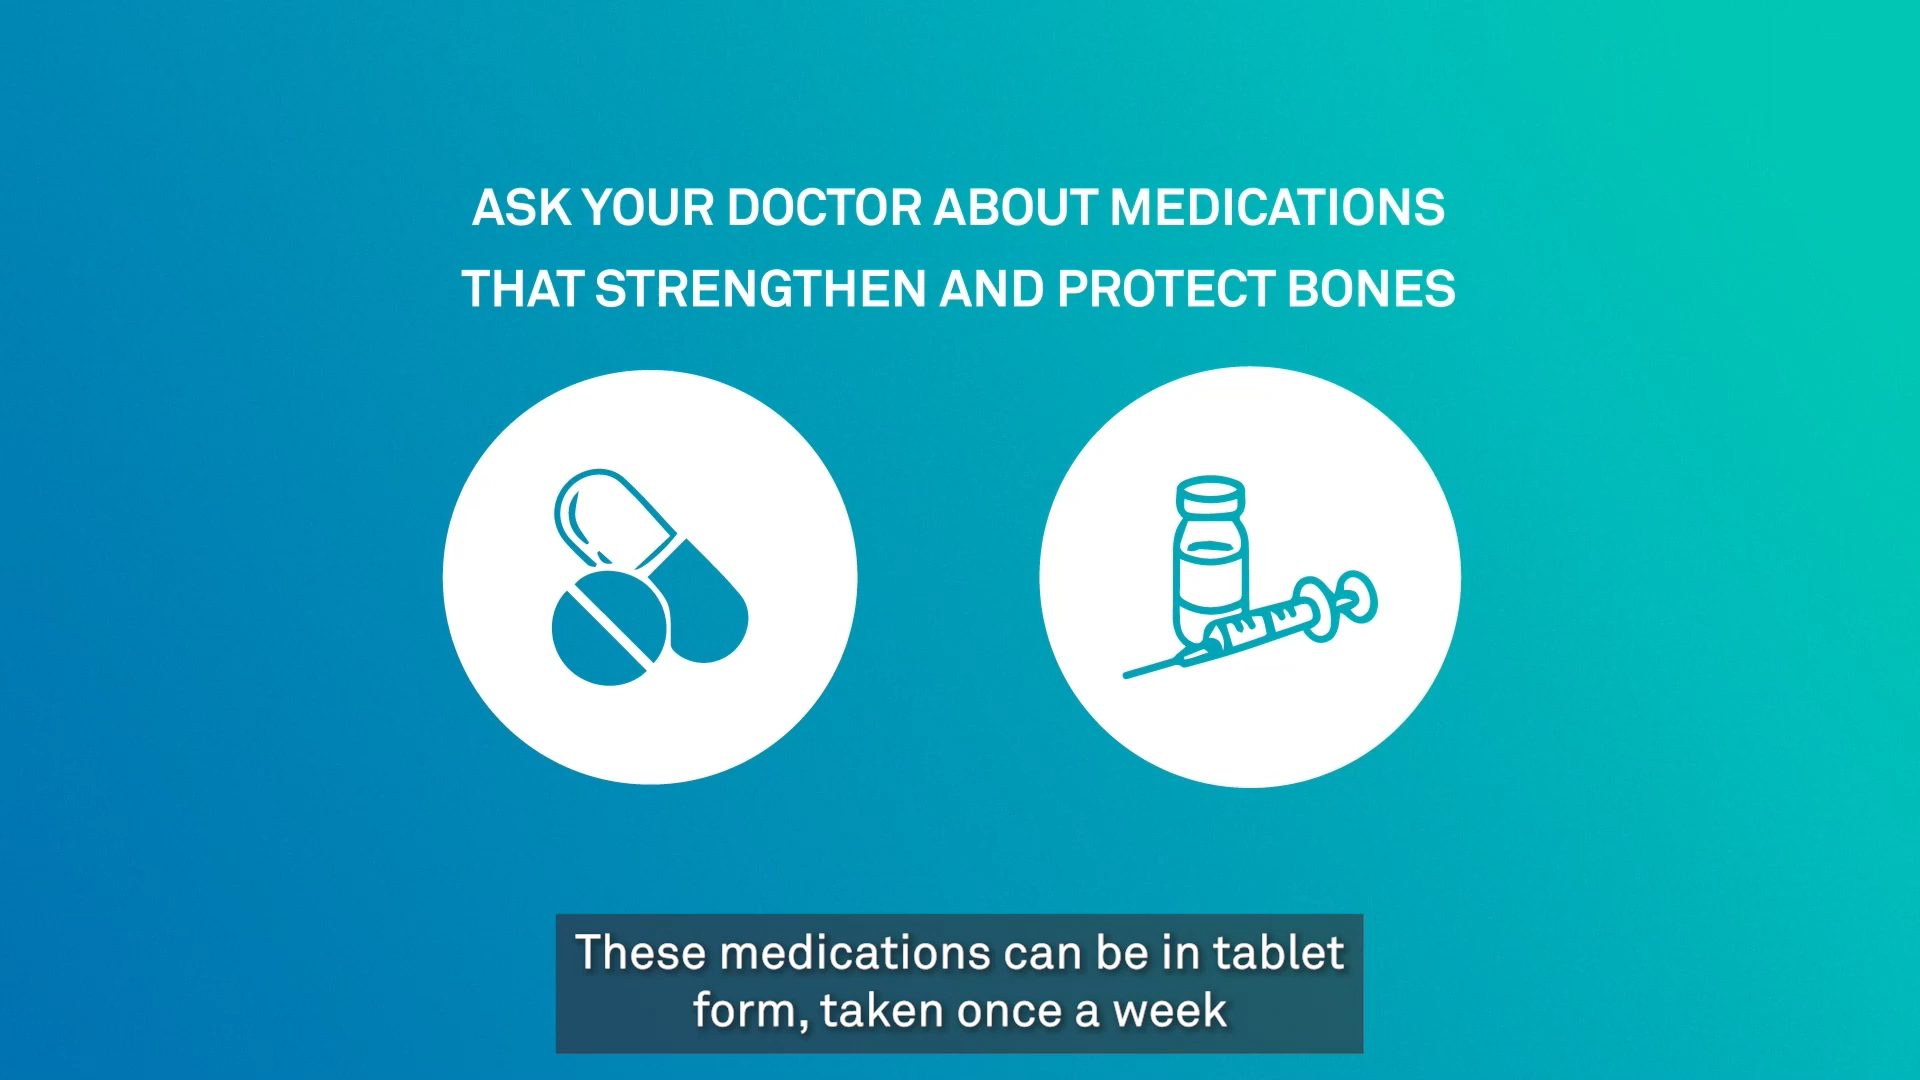 ASK YOUR DOCTOR ABOUT MEDICATIONS
THAT STRENGTHEN AND PROTECT BONES
These medications can be in tablet
form, taken once a week